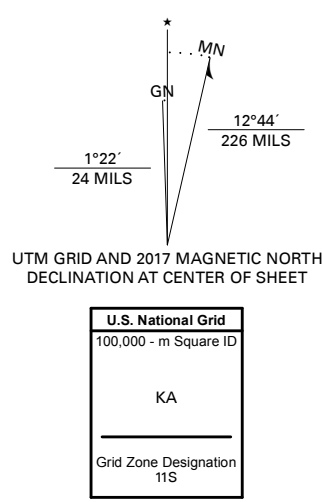 ★
MN
GN
12°44´
226 MILS
1°22´
24 MILS
UTM GRID AND 2017 MAGNETIC NORTH
DECLINATION AT CENTER OF SHEET
U.S. National Grid
100,000 - m Square ID
KA
Grid Zone Designation
11S